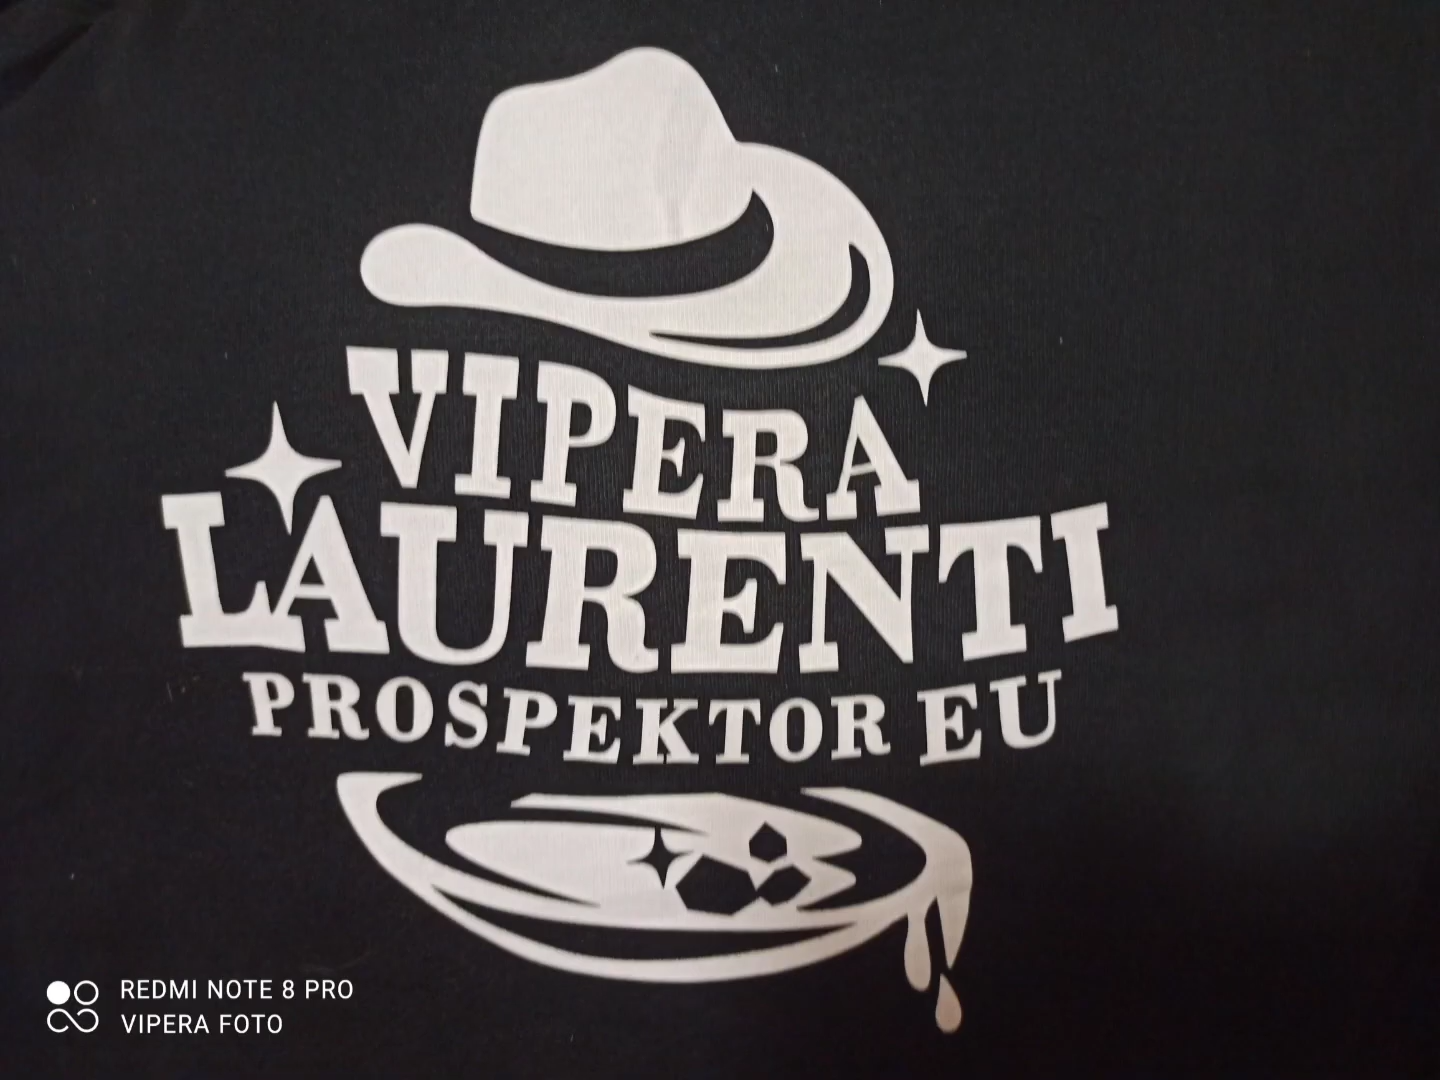 VIPERA
LAURENTI
PROSPEKTOR EU
REDMI NOTE 8 PRO
VIPERA FOTO